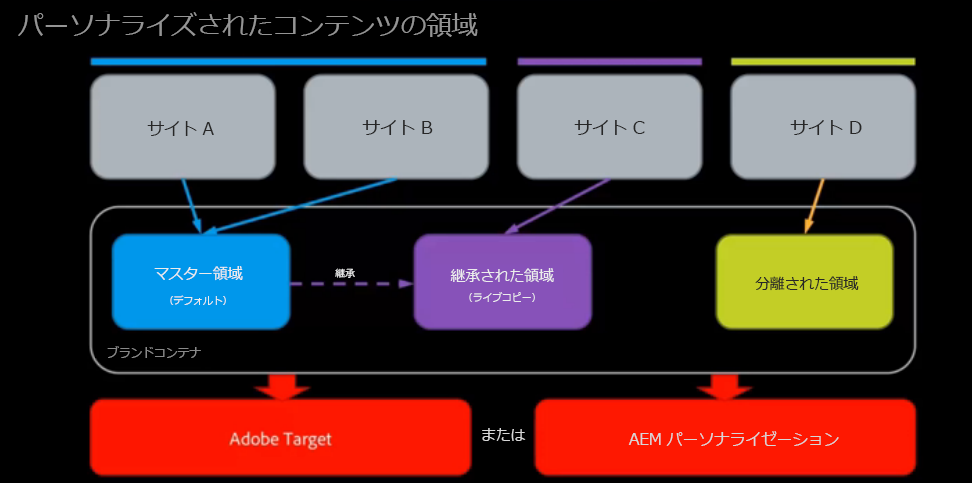 パーソナライズされたコンテンツの領域
サイト A
サイト B
サイト C
サイト D
マスター領域
(デフォルト)
継承
継承された領域
(ライブコピー)
分離された領域
ブランドコンテナ
Adobe Target
または
AEM パーソナライゼーション